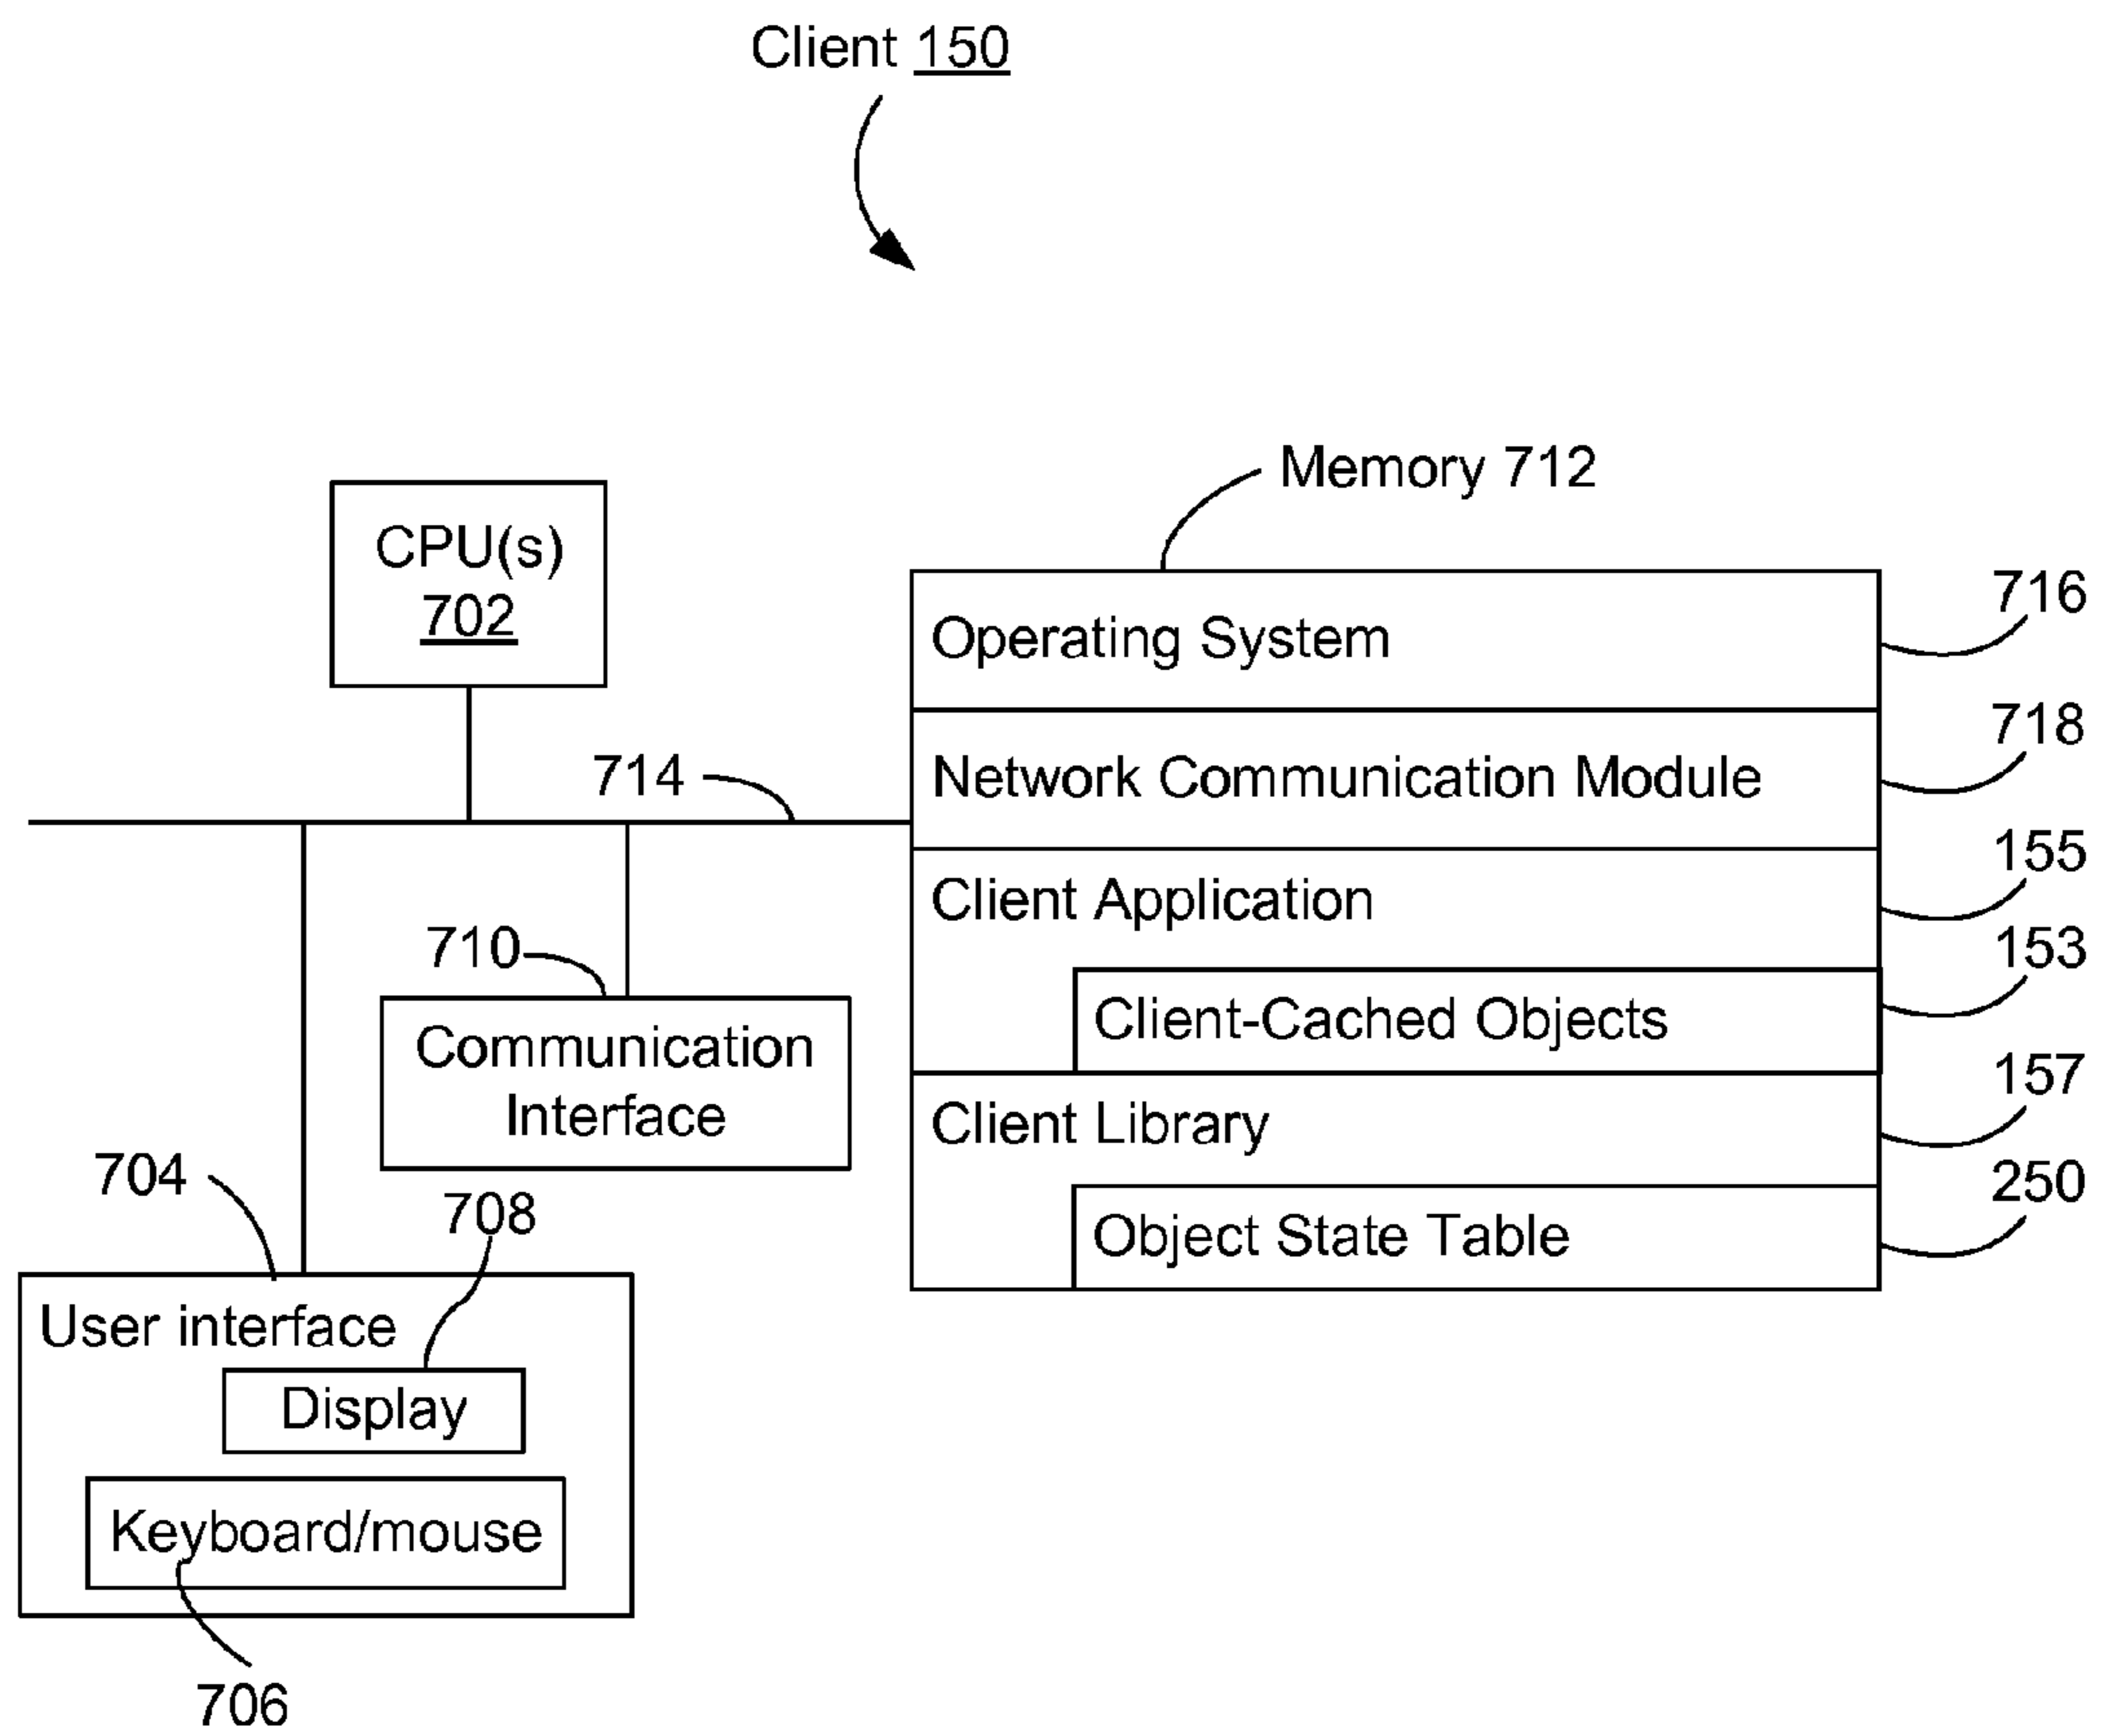 Client 150
Memory 712
CPU(s)
702
716
Operating System
718
714
Network Communication Module
155
Client Application
710
153
Communication
Interface
Client-Cached Objects
157
Client Library
704
708
250
Object State Table
User interface
Display
Keyboard/mouse
706